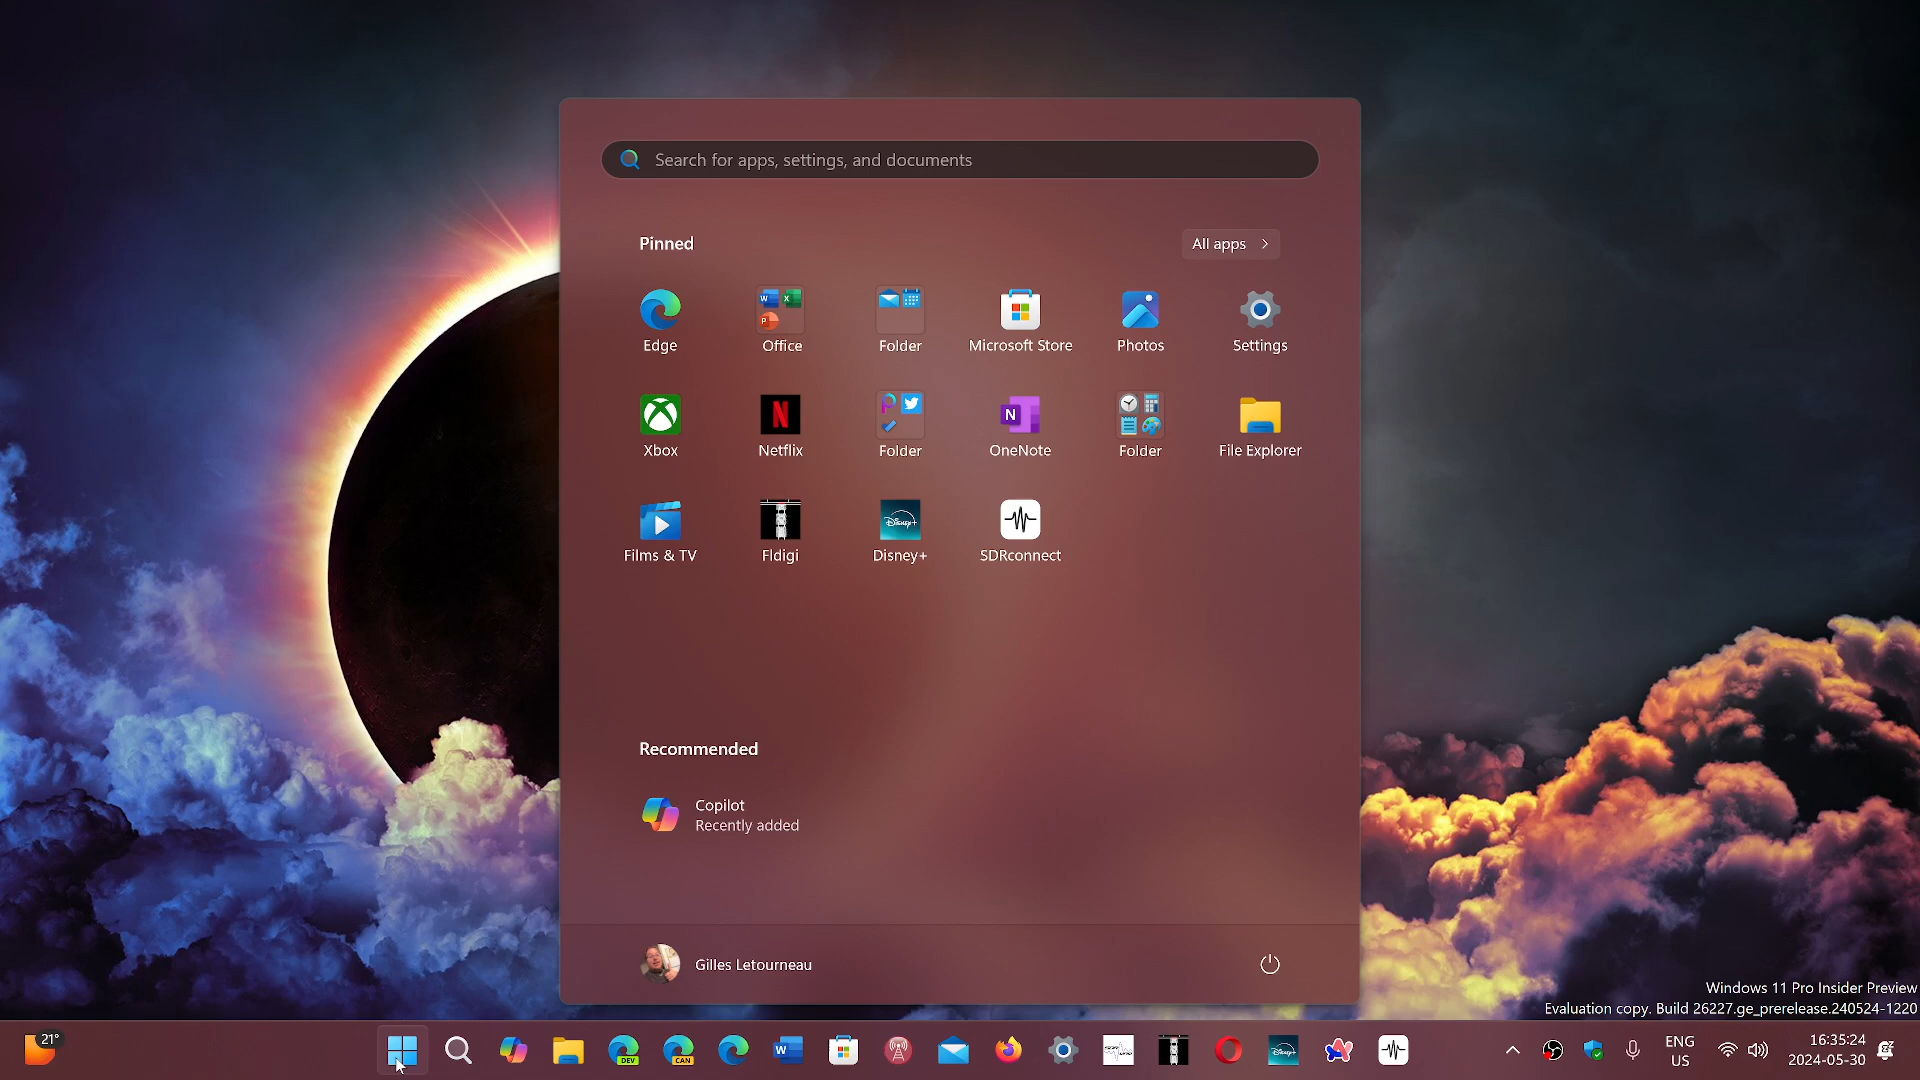 Search for apps, settings, and documents
Pinned
All apps
Edge
Office
Folder
Microsoft Store
Photos
Settings
Xbox
Netflix
Folder
OneNote
Folder
File Explorer
Films & TV
Fldigi
Disney+
SDRconnect
Recommended
Copilot
Recently added
Gilles Letourneau
Windows 11 Pro Insider Preview
Evaluation copy. Build 26227.ge_prerelease.240524-1220
21°
DEV
CAN
ENG
US
16:35:24
2024-05-30